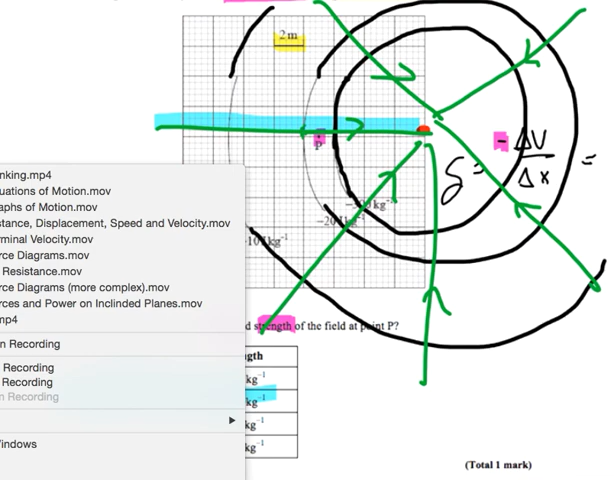 2 m
P
g = - ΔV / Δx =
kg⁻¹
-20 J kg⁻¹
10 J kg⁻¹
nking.mp4
uations of Motion.mov
aphs of Motion.mov
stance, Displacement, Speed and Velocity.mov
rminal Velocity.mov
rce Diagrams.mov
Resistance.mov
rce Diagrams (more complex).mov
rces and Power on Inclinded Planes.mov
mp4
n Recording
Recording
Recording
n Recording
indows
d strength of the field at point P?
gth
kg⁻¹
kg⁻¹
kg⁻¹
kg⁻¹
(Total 1 mark)